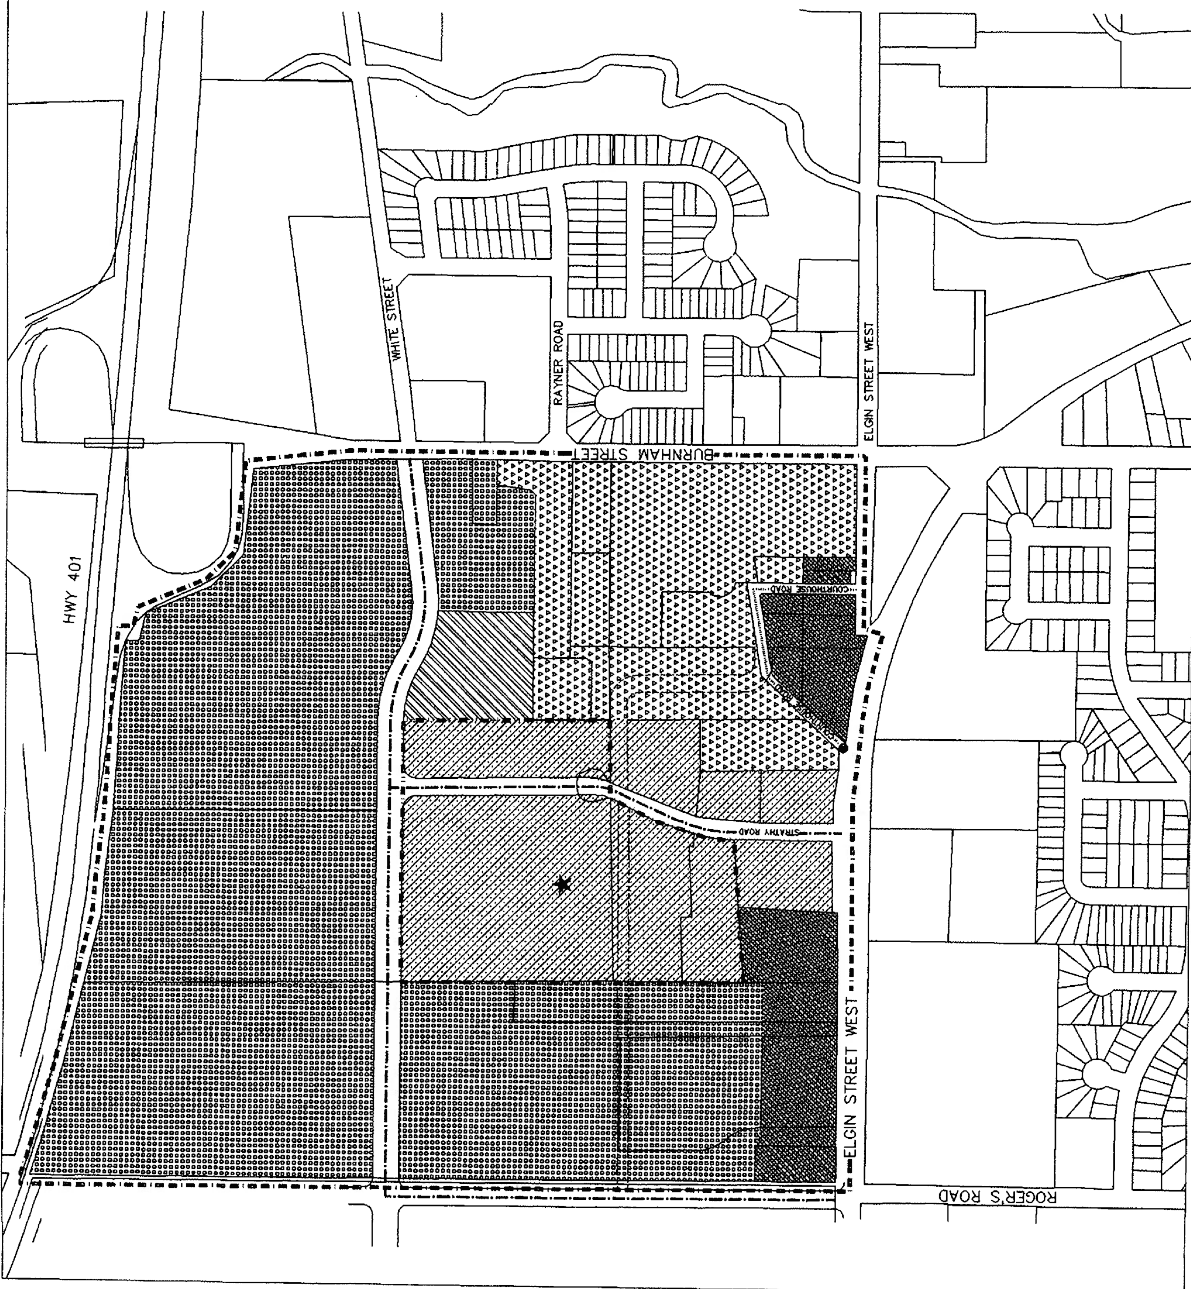 WHITE STREET
RAYNER ROAD
ELGIN STREET WEST
BURNHAM STREET
HWY 401
COURTHOUSE ROAD
STRATHY ROAD
ELGIN STREET WEST
ROGER'S ROAD